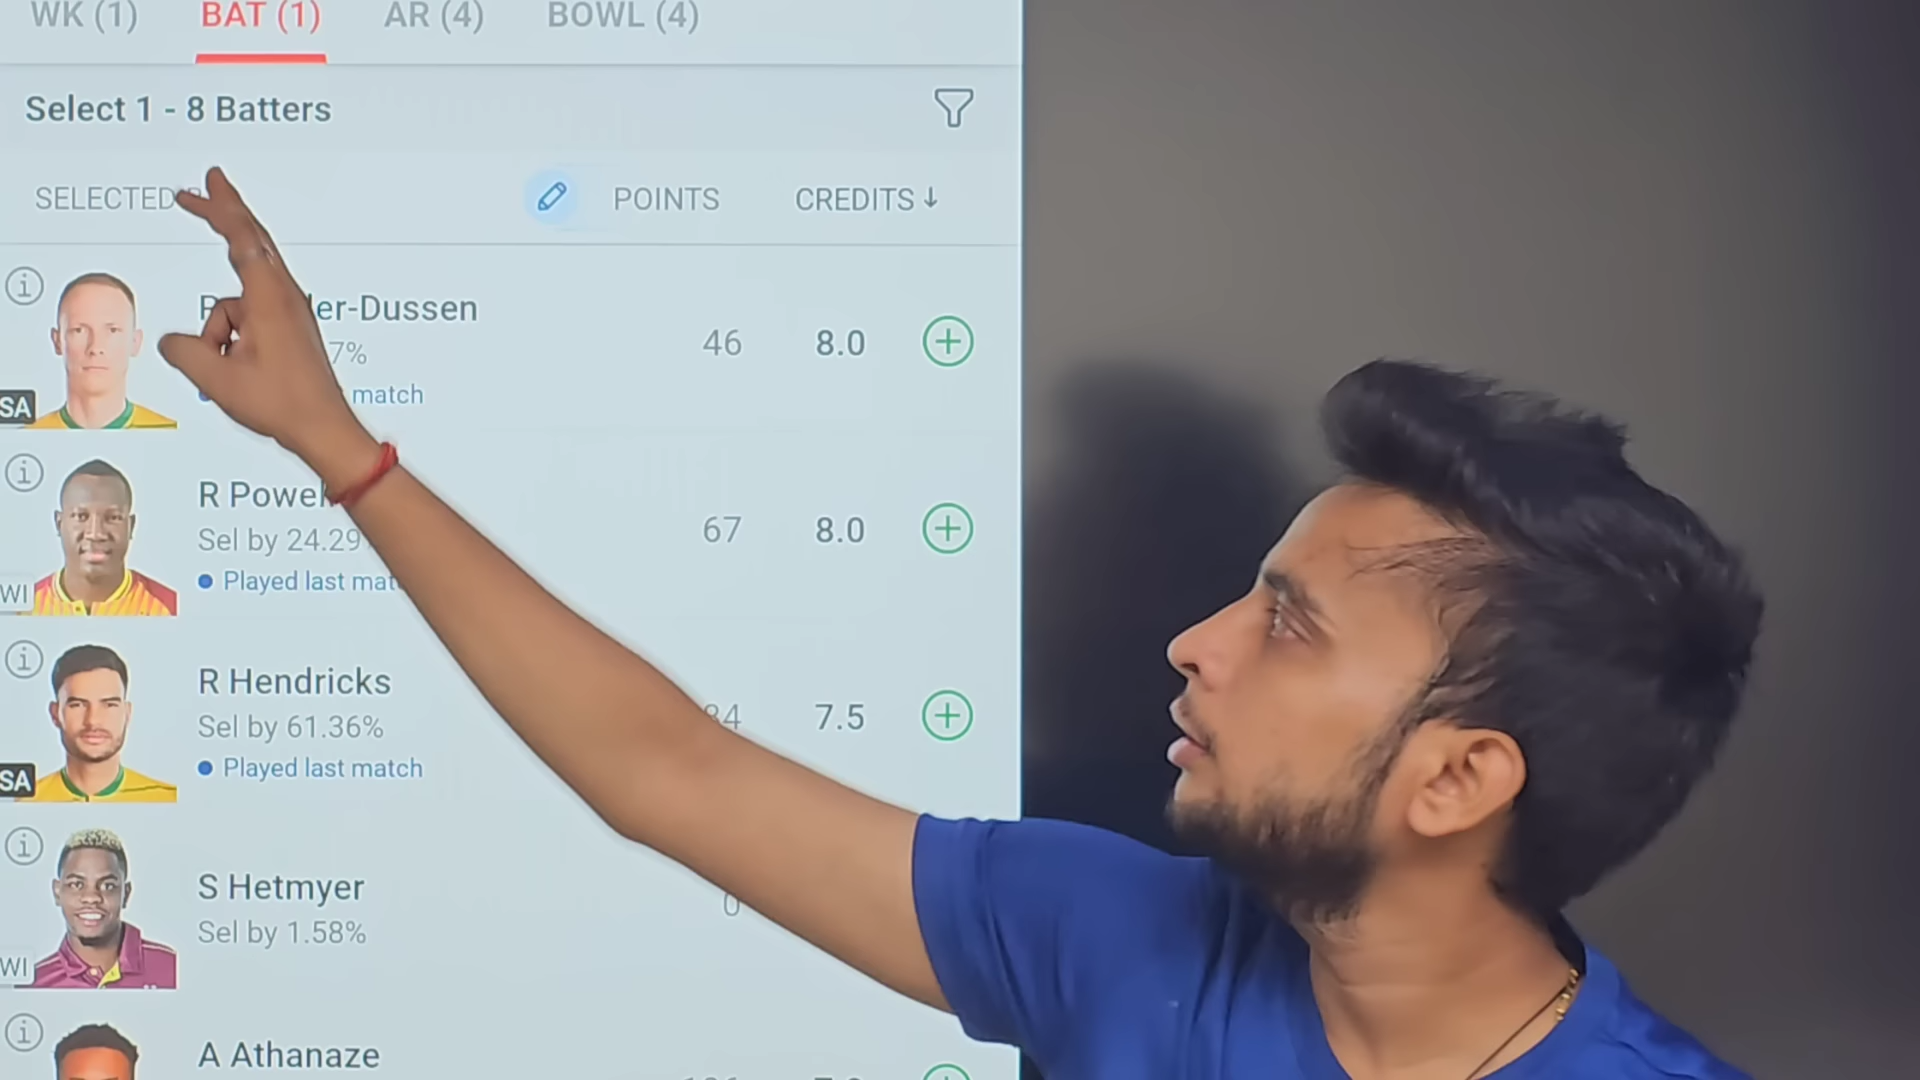 WK (1) BAT (1) AR (4) BOWL (4)
Select 1 - 8 Batters
SELECTED POINTS CREDITS ↓
er-Dussen
7%
match
46 8.0
SA
R Powel
Sel by 24.29
Played last mat
67 8.0
WI
R Hendricks
Sel by 61.36%
Played last match
84 7.5
SA
S Hetmyer
Sel by 1.58%
0
WI
A Athanaze